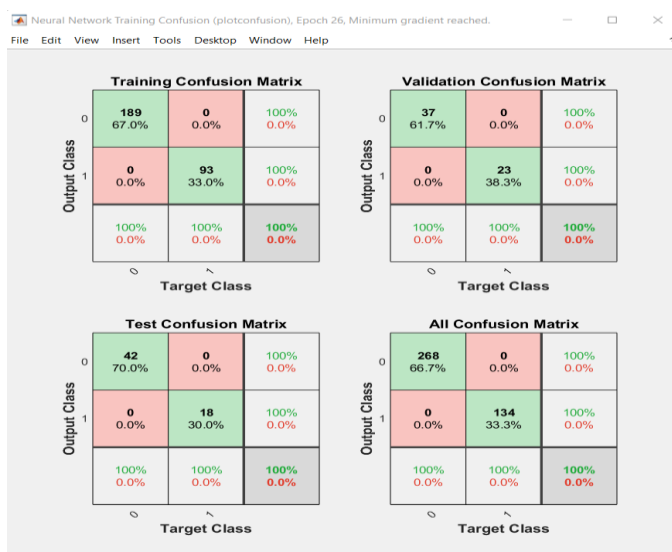 Neural Network Training Confusion (plotconfusion), Epoch 26, Minimum gradient reached.
File Edit View Insert Tools Desktop Window Help
Training Confusion Matrix
0 189 0 100%
67.0% 0.0% 0.0%
1 0 93 100%
0.0% 33.0% 0.0%
100% 100% 100%
0.0% 0.0% 0.0%
0 1
Output Class
Target Class
Validation Confusion Matrix
0 37 0 100%
61.7% 0.0% 0.0%
1 0 23 100%
0.0% 38.3% 0.0%
100% 100% 100%
0.0% 0.0% 0.0%
0 1
Output Class
Target Class
Test Confusion Matrix
0 42 0 100%
70.0% 0.0% 0.0%
1 0 18 100%
0.0% 30.0% 0.0%
100% 100% 100%
0.0% 0.0% 0.0%
0 1
Output Class
Target Class
All Confusion Matrix
0 268 0 100%
66.7% 0.0% 0.0%
1 0 134 100%
0.0% 33.3% 0.0%
100% 100% 100%
0.0% 0.0% 0.0%
0 1
Output Class
Target Class